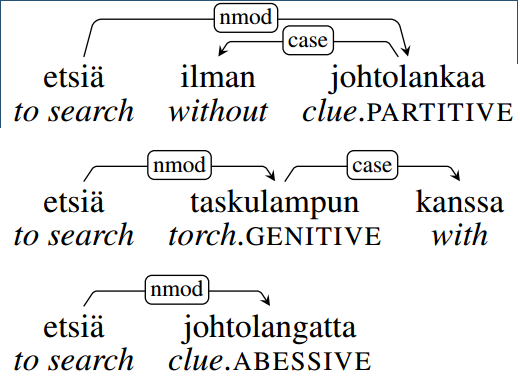 nmod
case
etsiä ilman johtolankaa
to search without clue.PARTITIVE
nmod case
etsiä taskulampun kanssa
to search torch.GENITIVE with
nmod
etsiä johtolangatta
to search clue.ABESSIVE